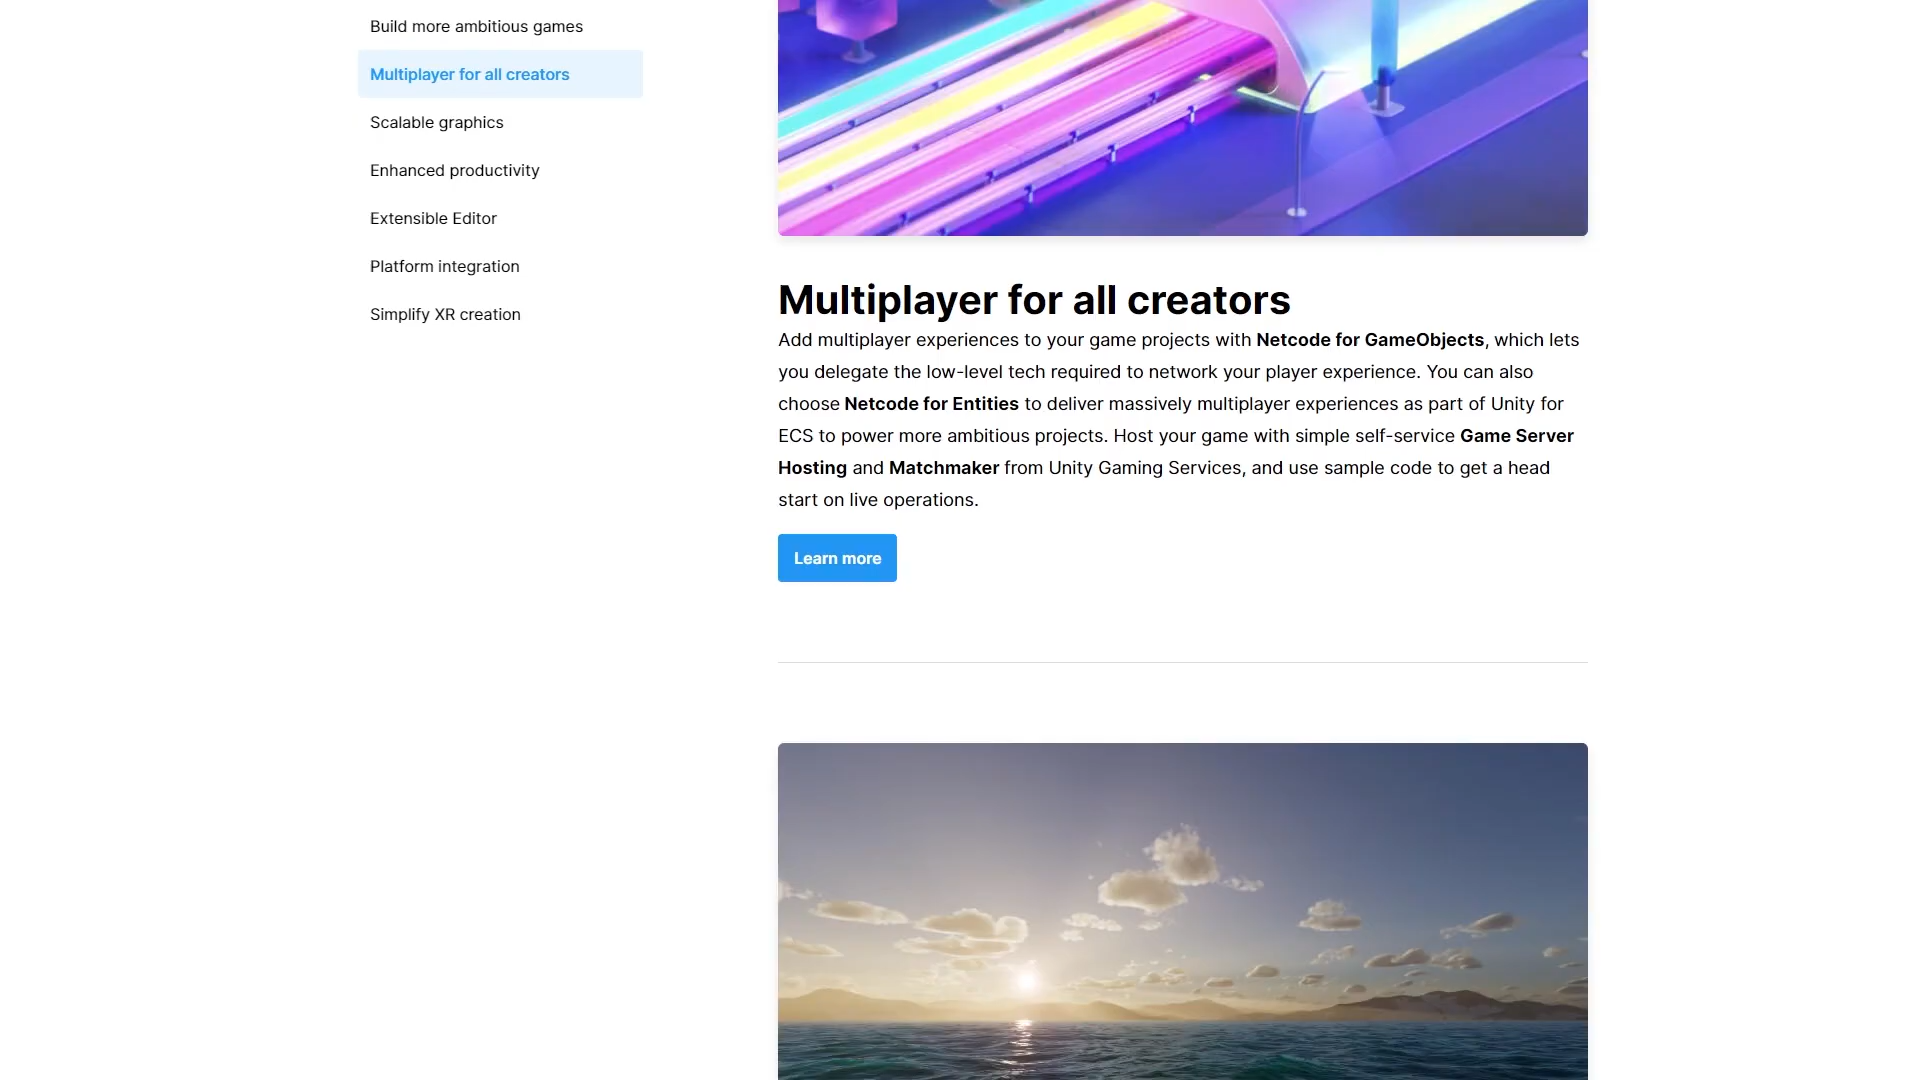 Build more ambitious games
Multiplayer for all creators
Scalable graphics
Enhanced productivity
Extensible Editor
Platform integration
Simplify XR creation
Multiplayer for all creators
Add multiplayer experiences to your game projects with Netcode for GameObjects, which lets
you delegate the low-level tech required to network your player experience. You can also
choose Netcode for Entities to deliver massively multiplayer experiences as part of Unity for
ECS to power more ambitious projects. Host your game with simple self-service Game Server
Hosting and Matchmaker from Unity Gaming Services, and use sample code to get a head
start on live operations.
Learn more